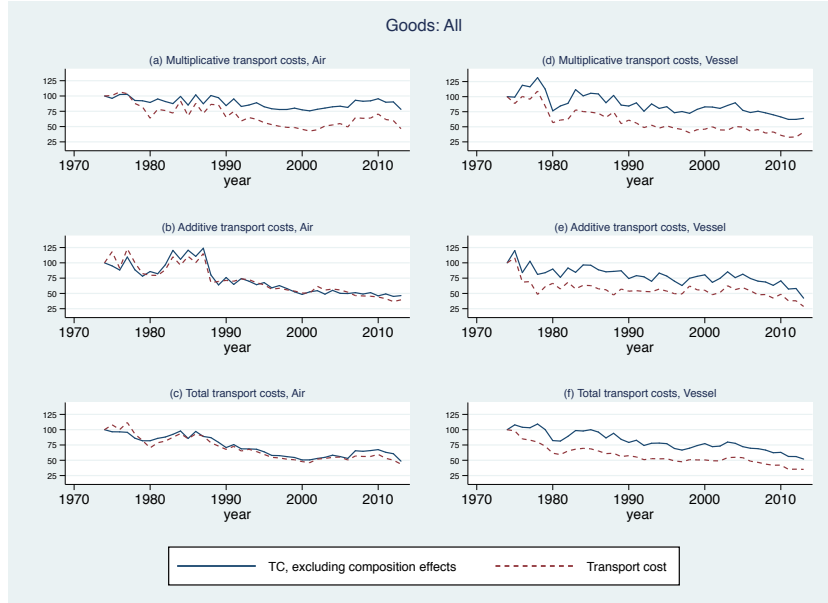 Goods: All
(a) Multiplicative transport costs, Air
125
100
75
50
25
1970 1980 1990 2000 2010
year
(d) Multiplicative transport costs, Vessel
125
100
75
50
25
1970 1980 1990 2000 2010
year
(b) Additive transport costs, Air
125
100
75
50
25
1970 1980 1990 2000 2010
year
(e) Additive transport costs, Vessel
125
100
75
50
25
1970 1980 1990 2000 2010
year
(c) Total transport costs, Air
125
100
75
50
25
1970 1980 1990 2000 2010
year
(f) Total transport costs, Vessel
125
100
75
50
25
1970 1980 1990 2000 2010
year
TC, excluding composition effects Transport cost